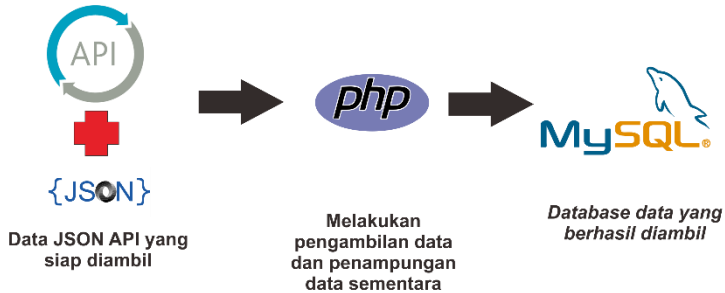 API
{JSON}
Data JSON API yang
siap diambil
php
Melakukan
pengambilan data
dan penampungan
data sementara
MySQL®
Database data yang
berhasil diambil